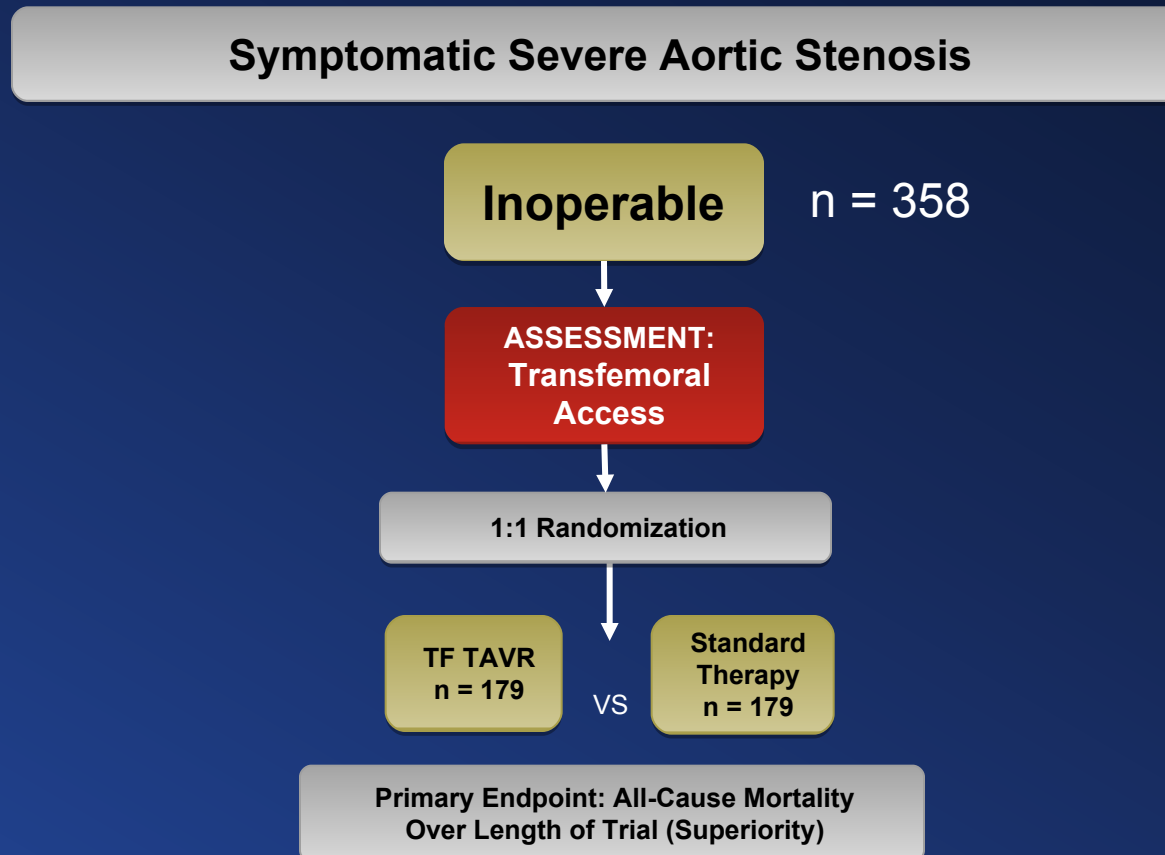 Symptomatic Severe Aortic Stenosis
Inoperable
n = 358
ASSESSMENT:
Transfemoral
Access
1:1 Randomization
TF TAVR
n = 179
VS
Standard
Therapy
n = 179
Primary Endpoint: All-Cause Mortality
Over Length of Trial (Superiority)